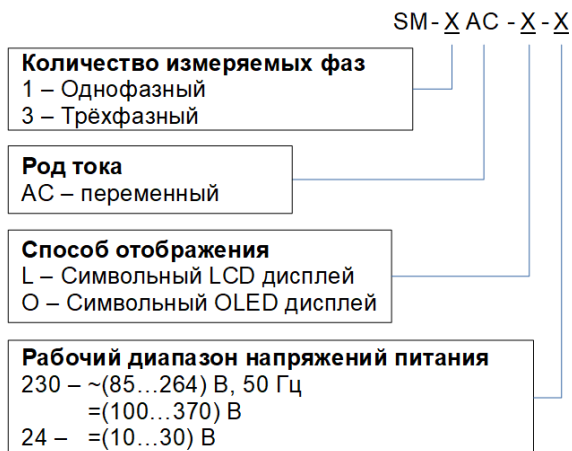 SM - X AC - X - X
Количество измеряемых фаз
1 – Однофазный
3 – Трёхфазный
Род тока
AC – переменный
Способ отображения
L – Символьный LCD дисплей
O – Символьный OLED дисплей
Рабочий диапазон напряжений питания
230 – ~(85...264) В, 50 Гц
=(100...370) В
24 – =(10...30) В